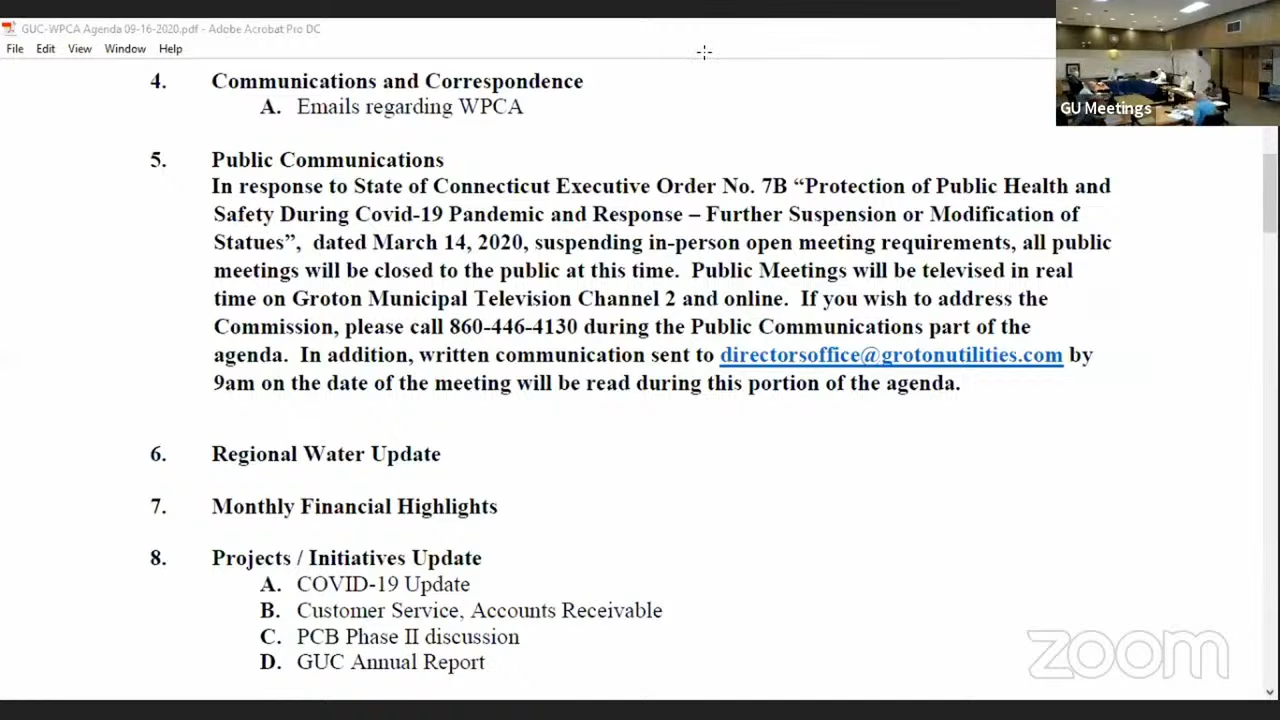 GUC-WPCA Agenda 09-16-2020.pdf - Adobe Acrobat Pro DC
File Edit View Window Help
GU Meetings
4. Communications and Correspondence
A. Emails regarding WPCA
5. Public Communications
In response to State of Connecticut Executive Order No. 7B “Protection of Public Health and
Safety During Covid-19 Pandemic and Response – Further Suspension or Modification of
Statues”, dated March 14, 2020, suspending in-person open meeting requirements, all public
meetings will be closed to the public at this time. Public Meetings will be televised in real
time on Groton Municipal Television Channel 2 and online. If you wish to address the
Commission, please call 860-446-4130 during the Public Communications part of the
agenda. In addition, written communication sent to directorsoffice@grotonutilities.com by
9am on the date of the meeting will be read during this portion of the agenda.
6. Regional Water Update
7. Monthly Financial Highlights
8. Projects / Initiatives Update
A. COVID-19 Update
B. Customer Service, Accounts Receivable
C. PCB Phase II discussion
D. GUC Annual Report
zoom